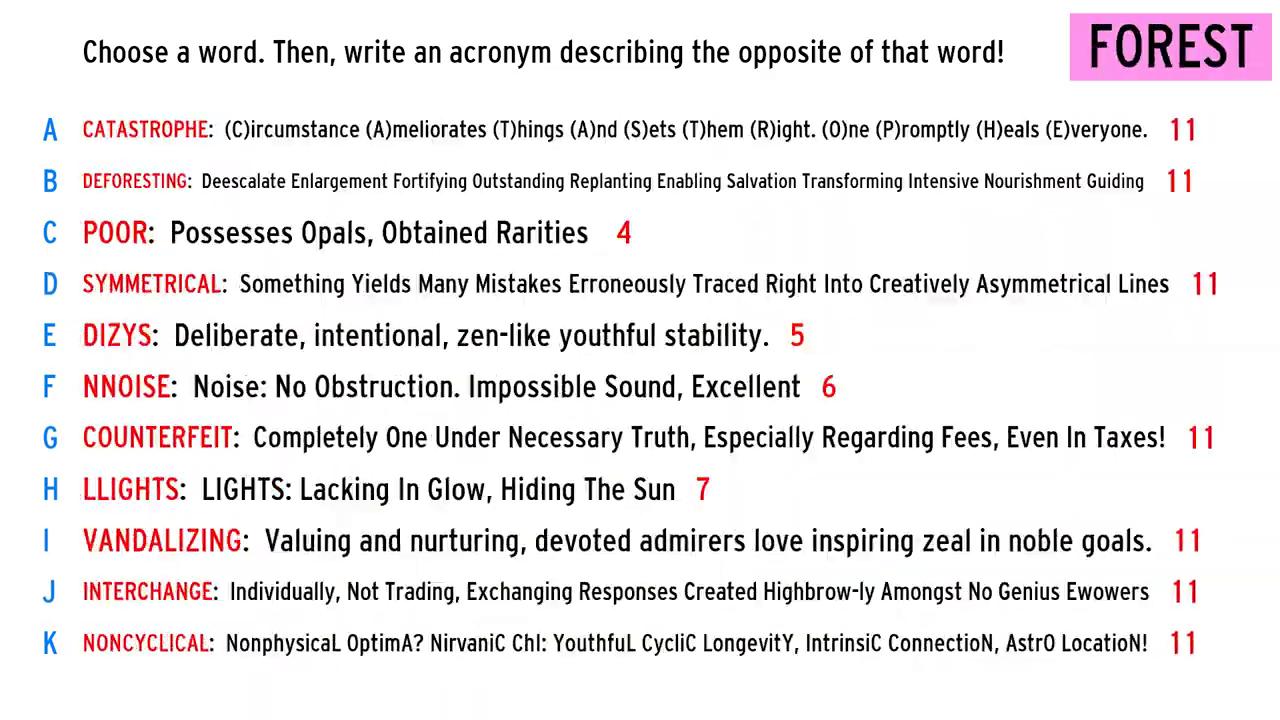 Choose a word. Then, write an acronym describing the opposite of that word!
FOREST
A CATASTROPHE: (C)ircumstance (A)meliorates (T)hings (A)nd (S)ets (T)hem (R)ight. (O)ne (P)romptly (H)eals (E)veryone. 11
B DEFORESTING: Deescalate Enlargement Fortifying Outstanding Replanting Enabling Salvation Transforming Intensive Nourishment Guiding 11
C POOR: Possesses Opals, Obtained Rarities 4
D SYMMETRICAL: Something Yields Many Mistakes Erroneously Traced Right Into Creatively Asymmetrical Lines 11
E DIZYS: Deliberate, intentional, zen-like youthful stability. 5
F NNOISE: Noise: No Obstruction. Impossible Sound, Excellent 6
G COUNTERFEIT: Completely One Under Necessary Truth, Especially Regarding Fees, Even In Taxes! 11
H LLIGHTS: LIGHTS: Lacking In Glow, Hiding The Sun 7
I VANDALIZING: Valuing and nurturing, devoted admirers love inspiring zeal in noble goals. 11
J INTERCHANGE: Individually, Not Trading, Exchanging Responses Created Highbrow-ly Amongst No Genius Ewowers 11
K NONCYCLICAL: NonphysicaL OptimA? NirvaniC ChI: YouthfuL CycliC LongevitY, IntrinsiC ConnectioN, AstrO LocatioN! 11